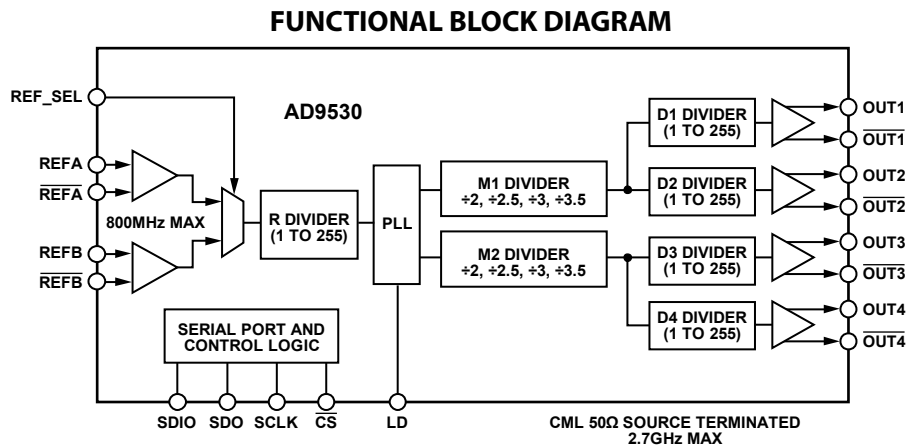 FUNCTIONAL BLOCK DIAGRAM
REF_SEL
AD9530
REFA
REFA
800MHz MAX
REFB
REFB
R DIVIDER
(1 TO 255)
PLL
M1 DIVIDER
÷2, ÷2.5, ÷3, ÷3.5
M2 DIVIDER
÷2, ÷2.5, ÷3, ÷3.5
D1 DIVIDER
(1 TO 255)
D2 DIVIDER
(1 TO 255)
D3 DIVIDER
(1 TO 255)
D4 DIVIDER
(1 TO 255)
OUT1
OUT1
OUT2
OUT2
OUT3
OUT3
OUT4
OUT4
SERIAL PORT AND
CONTROL LOGIC
SDIO
SDO
SCLK
CS
LD
CML 50Ω SOURCE TERMINATED
2.7GHz MAX